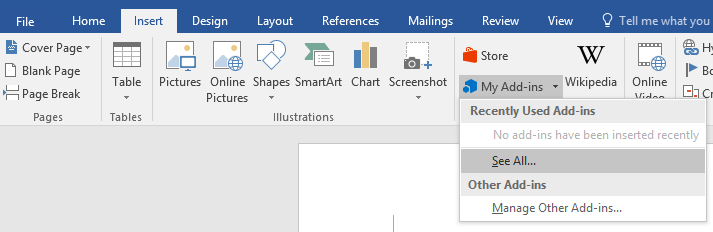 File Home Insert Design Layout References Mailings Review View Tell me what you
Cover Page
Blank Page
Page Break
Pages
Table
Tables
Pictures
Online
Pictures
Shapes
SmartArt
Chart
Screenshot
Illustrations
Store
My Add-ins
W
Wikipedia
Online
Video
Hy
Bo
Cr
Recently Used Add-ins
No add-ins have been inserted recently
See All...
Other Add-ins
Manage Other Add-ins...